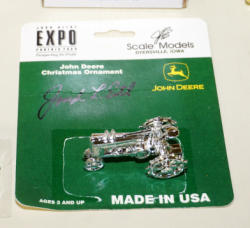 EXPO
Scale Models
DYERSVILLE, IOWA
John Deere
Christmas Ornament
JOHN DEERE
MADE IN USA
AGES 3 AND UP